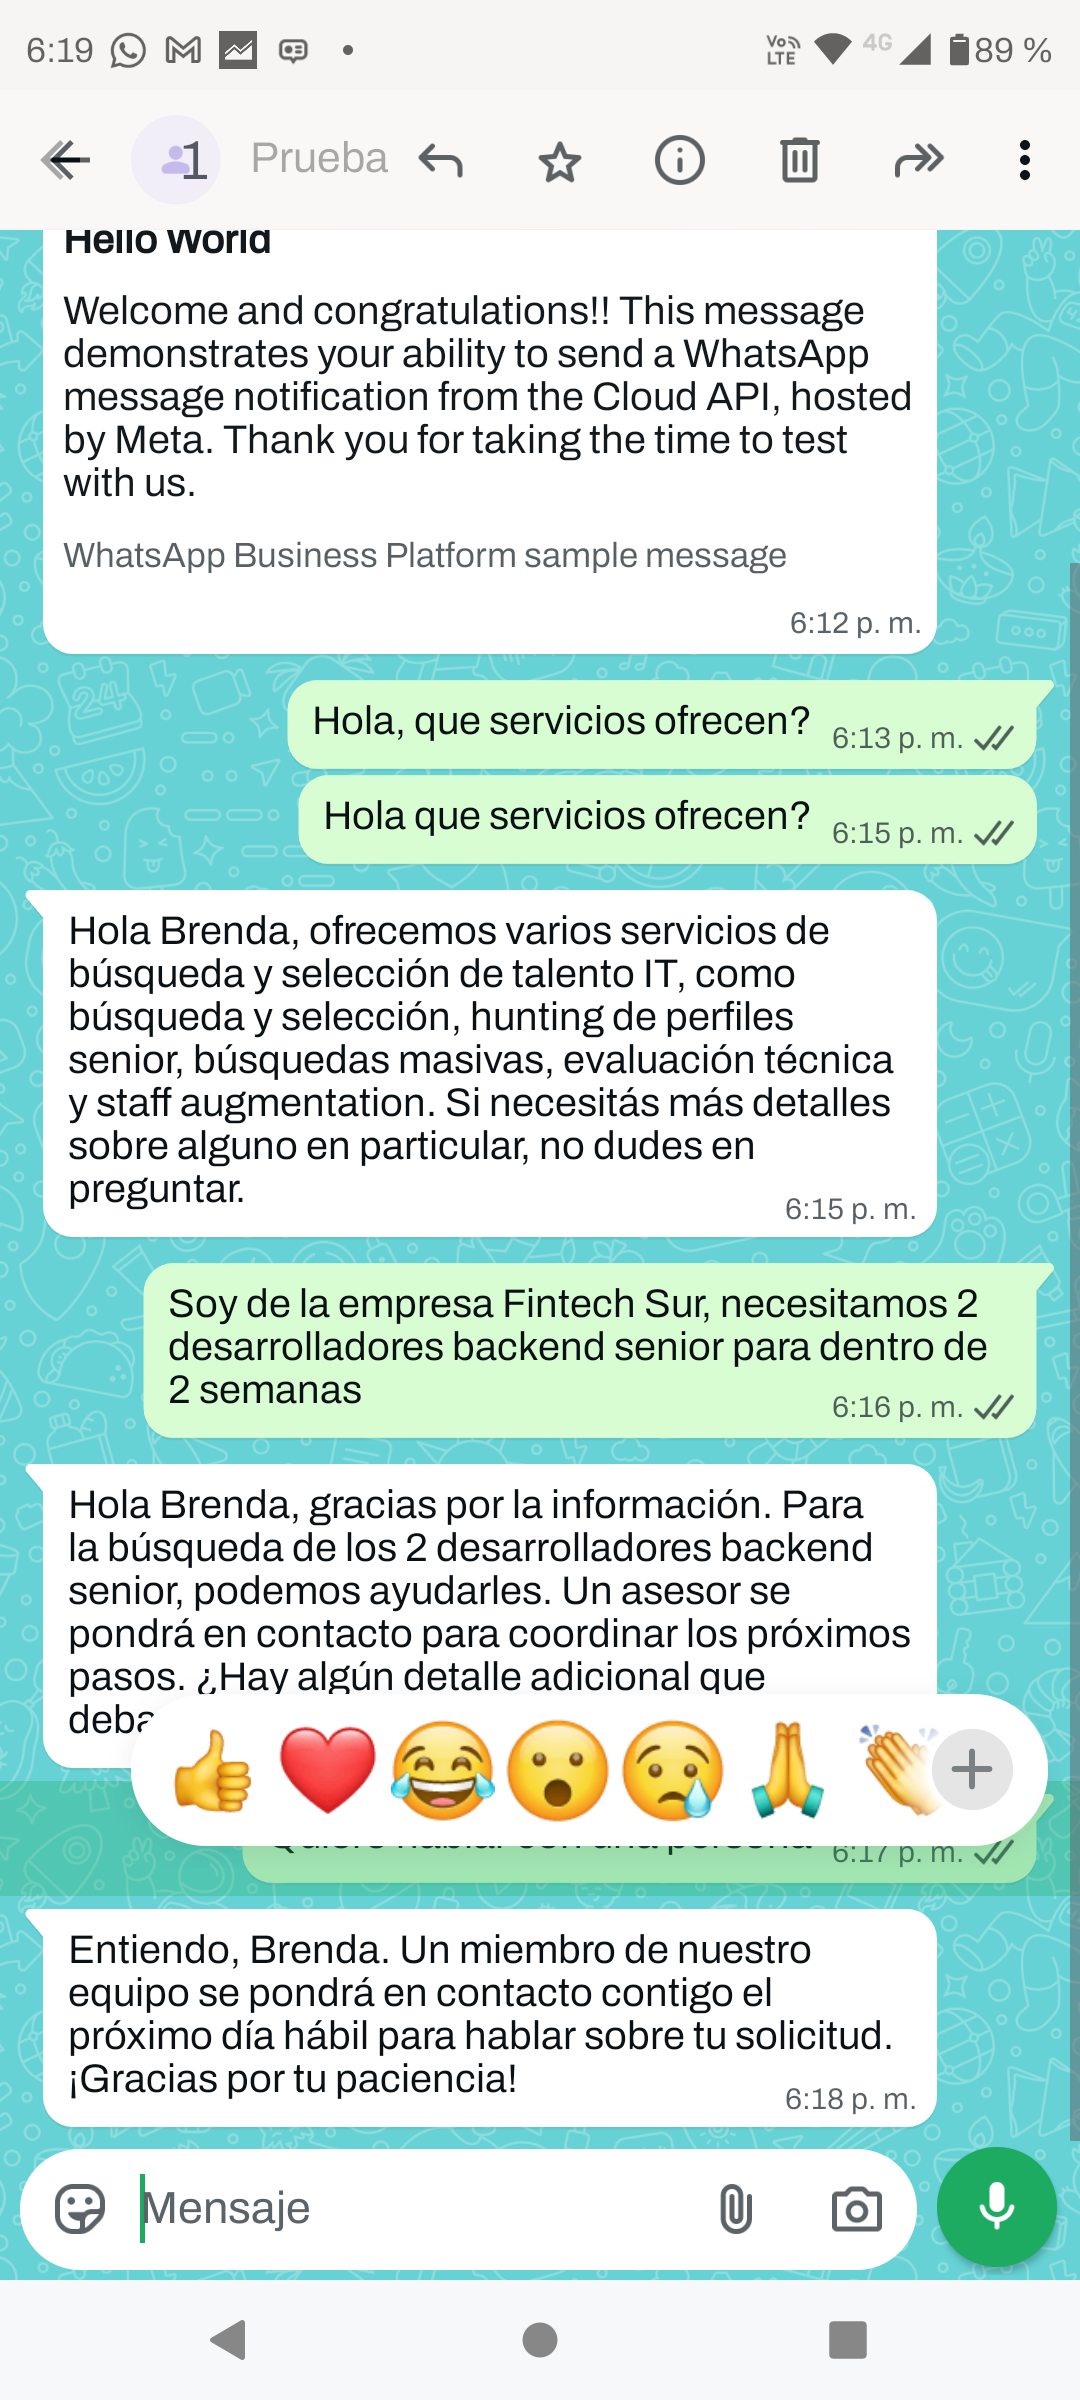 6:19
Vo LTE 4G 89 %
1 Prueba
Hello World
Welcome and congratulations!! This message
demonstrates your ability to send a WhatsApp
message notification from the Cloud API, hosted
by Meta. Thank you for taking the time to test
with us.
WhatsApp Business Platform sample message
6:12 p. m.
Hola, que servicios ofrecen? 6:13 p. m.
Hola que servicios ofrecen? 6:15 p. m.
Hola Brenda, ofrecemos varios servicios de
búsqueda y selección de talento IT, como
búsqueda y selección, hunting de perfiles
senior, búsquedas masivas, evaluación técnica
y staff augmentation. Si necesitás más detalles
sobre alguno en particular, no dudes en
preguntar.
6:15 p. m.
Soy de la empresa Fintech Sur, necesitamos 2
desarrolladores backend senior para dentro de
2 semanas
6:16 p. m.
Hola Brenda, gracias por la información. Para
la búsqueda de los 2 desarrolladores backend
senior, podemos ayudarles. Un asesor se
pondrá en contacto para coordinar los próximos
pasos. ¿Hay algún detalle adicional que
Quiero hablar con una persona 6:17 p. m.
Entiendo, Brenda. Un miembro de nuestro
equipo se pondrá en contacto contigo el
próximo día hábil para hablar sobre tu solicitud.
¡Gracias por tu paciencia!
6:18 p. m.
Mensaje